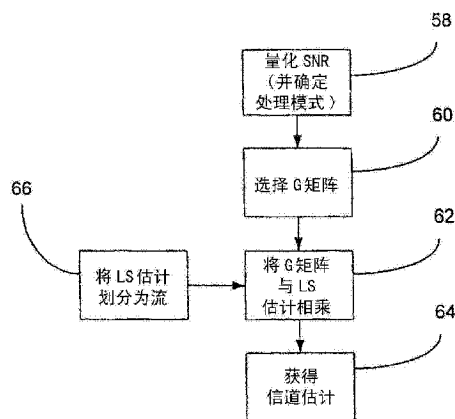 58
量化 SNR
(并确定
处理模式)
60
选择 G矩阵
66
62
将 LS 估计
划分为流
将 G矩阵
与 LS
估计相乘
64
获得
信道估计